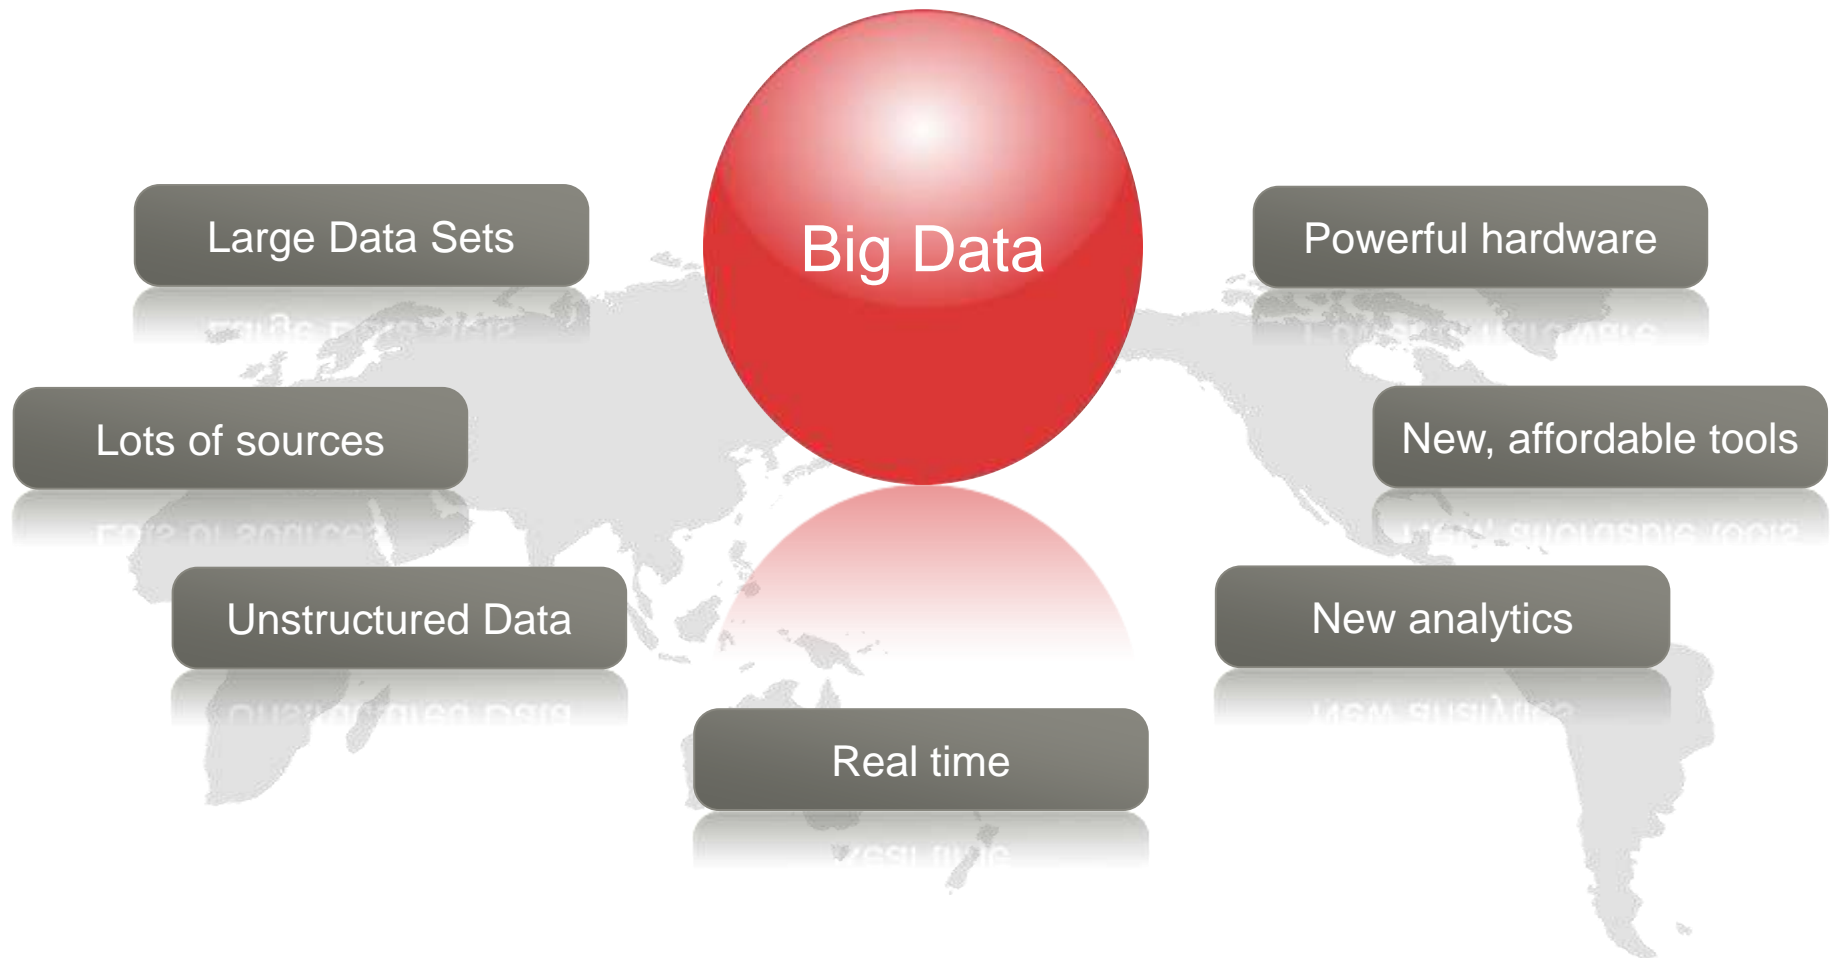 Big Data
Large Data Sets
Powerful hardware
Lots of sources
New, affordable tools
Unstructured Data
New analytics
Real time